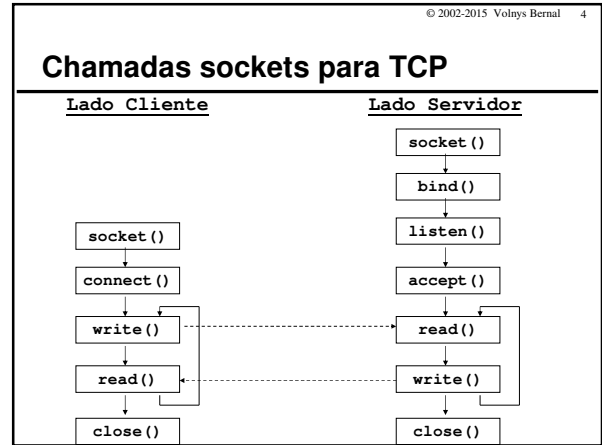 © 2002-2015 Volnys Bernal 4
Chamadas sockets para TCP
Lado Cliente
socket()
connect()
write()
read()
close()
Lado Servidor
socket()
bind()
listen()
accept()
read()
write()
close()